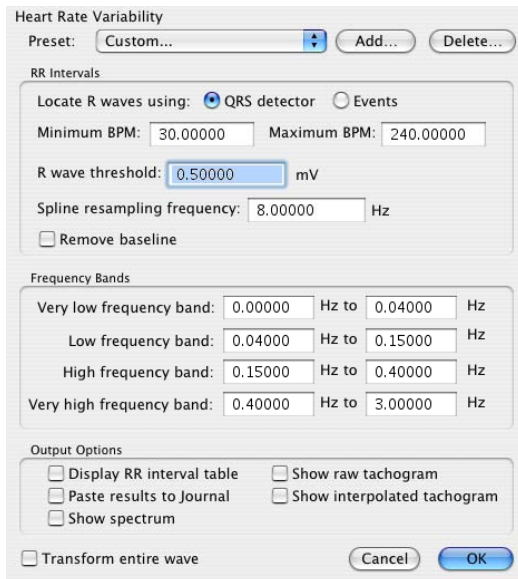 Heart Rate Variability
Preset: Custom... Add... Delete...
RR Intervals
Locate R waves using: QRS detector Events
Minimum BPM: 30.00000 Maximum BPM: 240.00000
R wave threshold: 0.50000 mV
Spline resampling frequency: 8.00000 Hz
Remove baseline
Frequency Bands
Very low frequency band: 0.00000 Hz to 0.04000 Hz
Low frequency band: 0.04000 Hz to 0.15000 Hz
High frequency band: 0.15000 Hz to 0.40000 Hz
Very high frequency band: 0.40000 Hz to 3.00000 Hz
Output Options
Display RR interval table Show raw tachogram
Paste results to Journal Show interpolated tachogram
Show spectrum
Transform entire wave Cancel OK